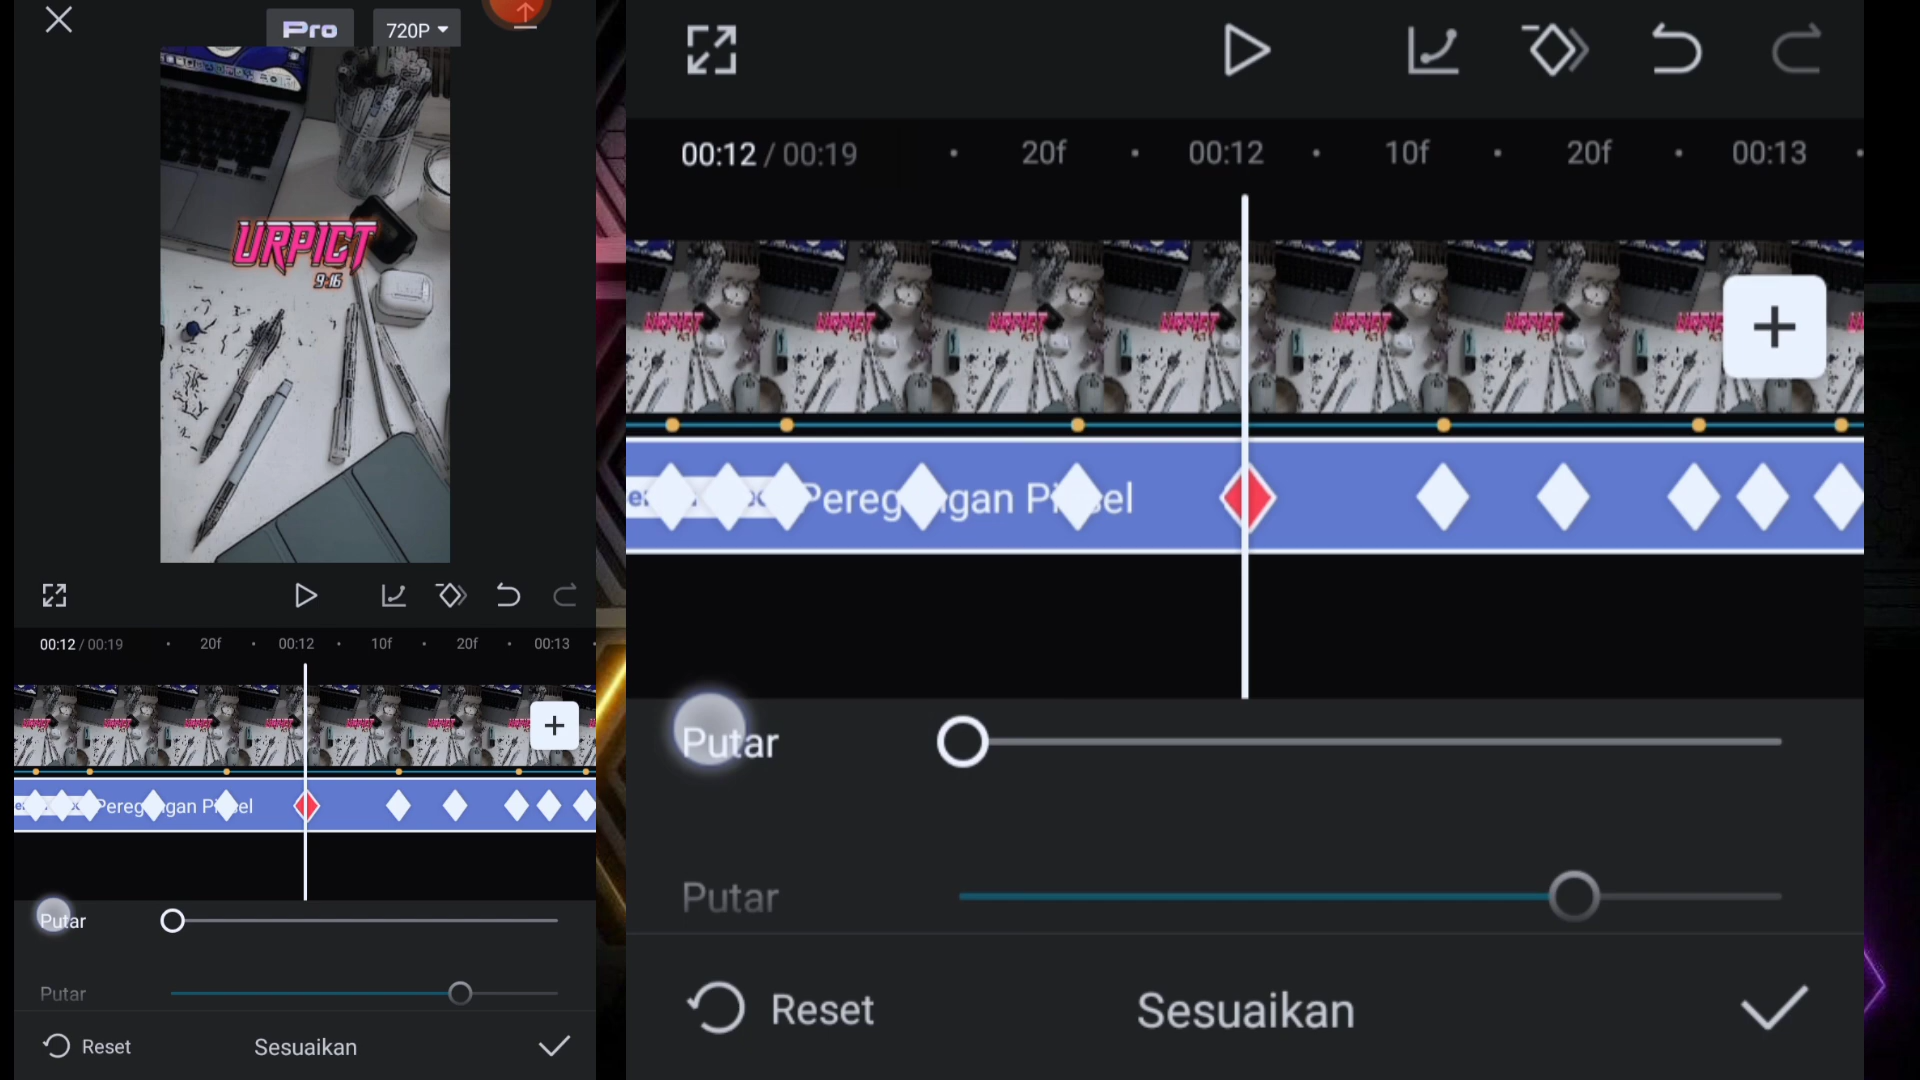 Pro
720P
URPICT
9:16
00:12 / 00:19
20f
00:12
10f
20f
00:13
Putar
Putar
Reset
Sesuaikan
00:12 / 00:19
20f
00:12
10f
20f
00:13
Putar
Putar
Reset
Sesuaikan